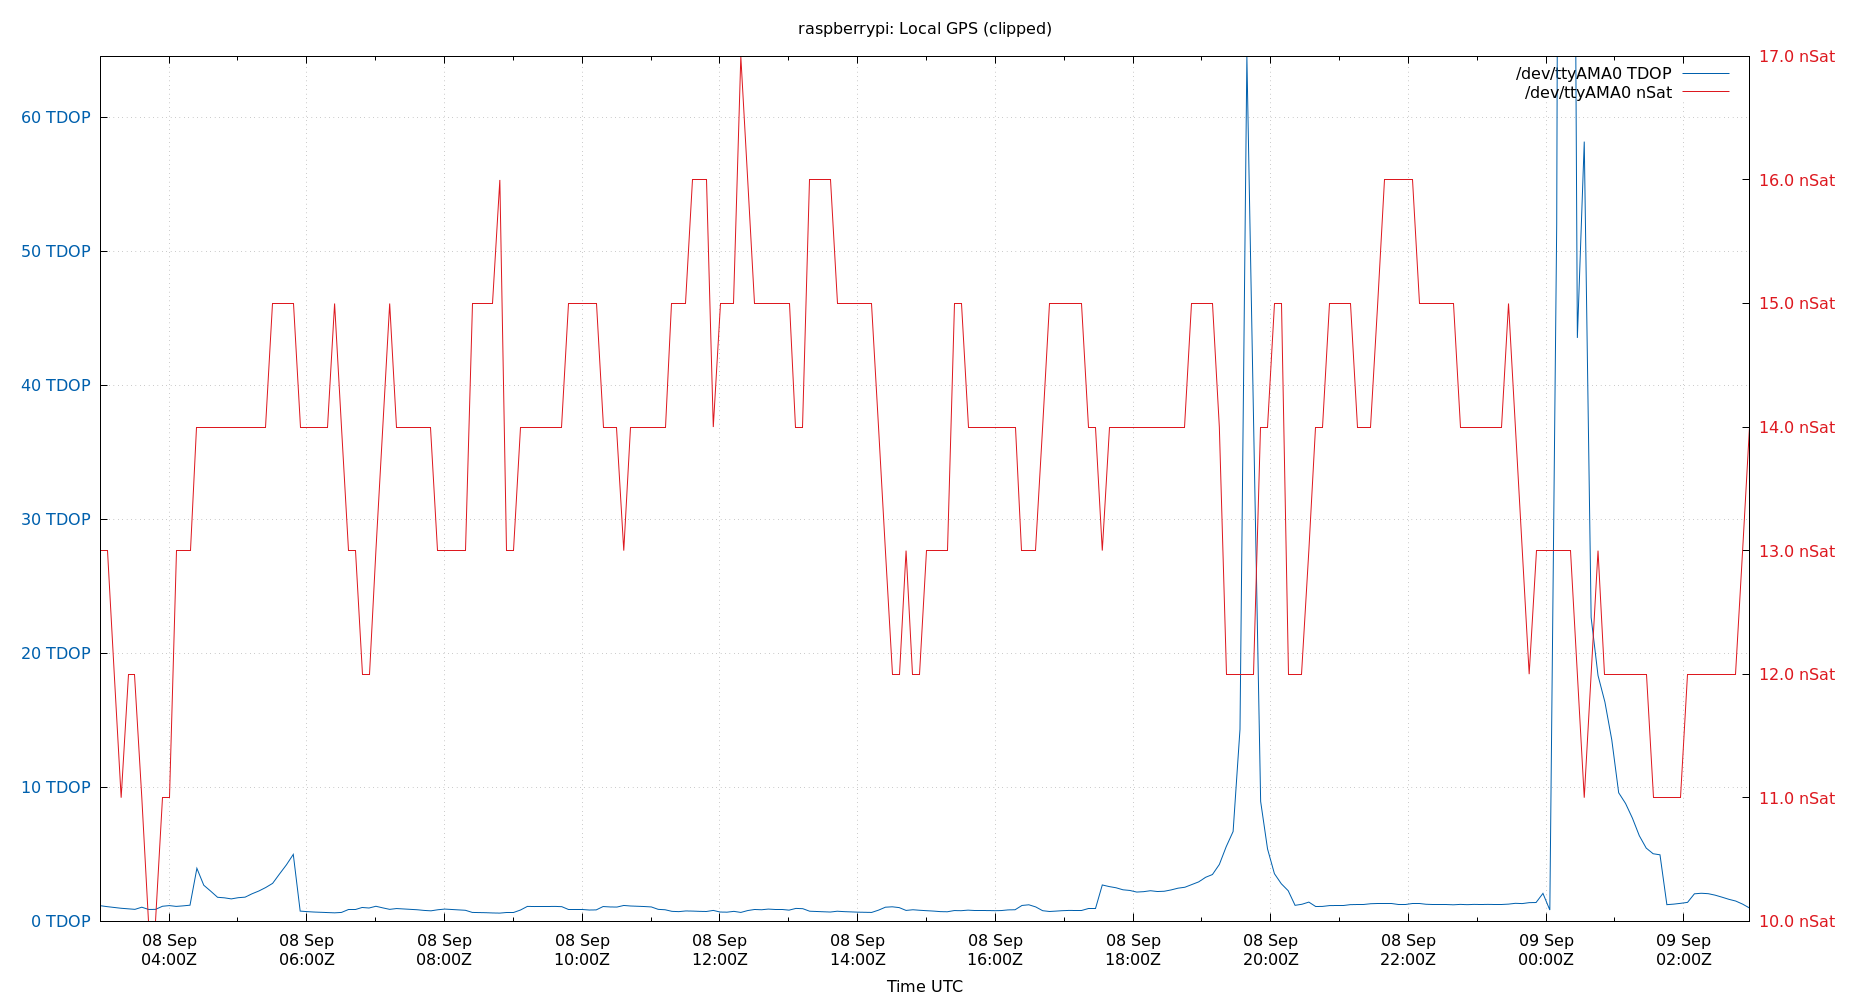 raspberrypi: Local GPS (clipped)
/dev/ttyAMA0 TDOP
/dev/ttyAMA0 nSat
60 TDOP
50 TDOP
40 TDOP
30 TDOP
20 TDOP
10 TDOP
0 TDOP
17.0 nSat
16.0 nSat
15.0 nSat
14.0 nSat
13.0 nSat
12.0 nSat
11.0 nSat
10.0 nSat
08 Sep
04:00Z
08 Sep
06:00Z
08 Sep
08:00Z
08 Sep
10:00Z
08 Sep
12:00Z
08 Sep
14:00Z
08 Sep
16:00Z
08 Sep
18:00Z
08 Sep
20:00Z
08 Sep
22:00Z
09 Sep
00:00Z
09 Sep
02:00Z
Time UTC